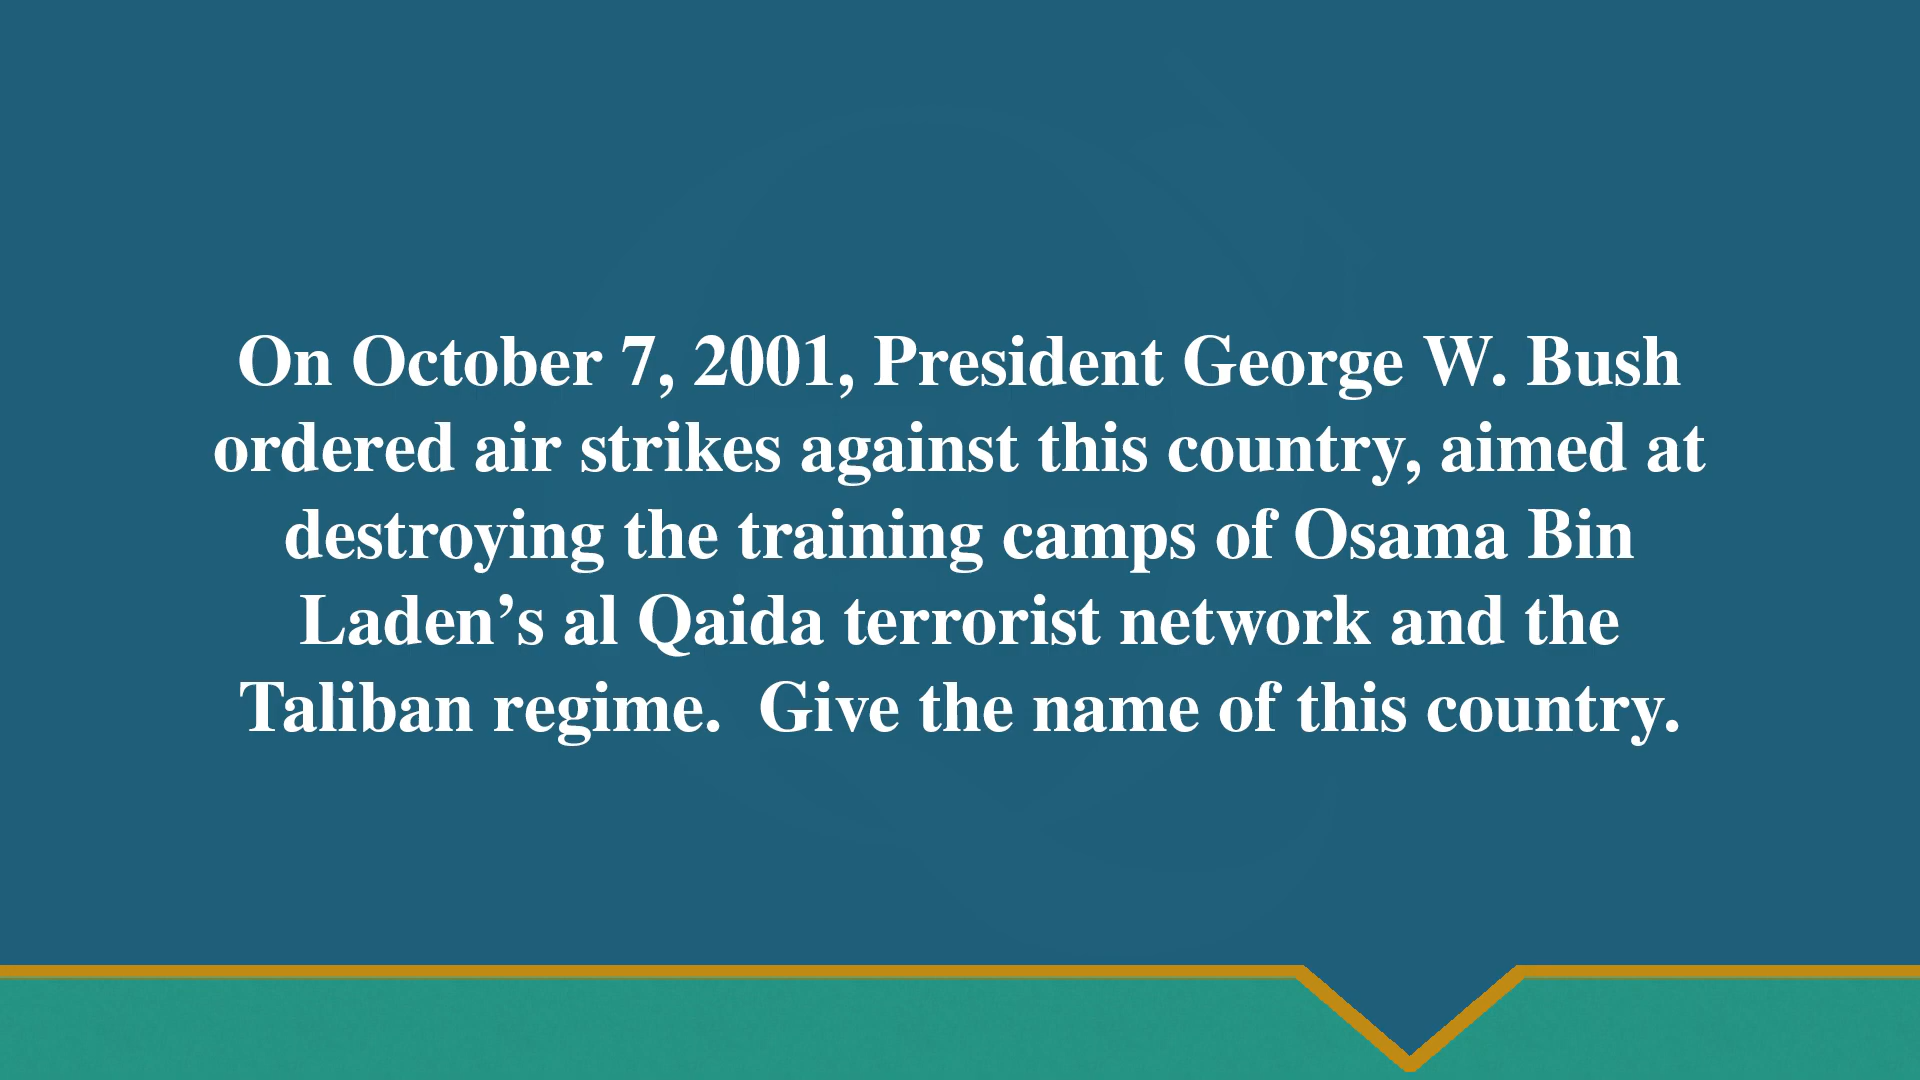 On October 7, 2001, President George W. Bush
ordered air strikes against this country, aimed at
destroying the training camps of Osama Bin
Laden’s al Qaida terrorist network and the
Taliban regime.  Give the name of this country.